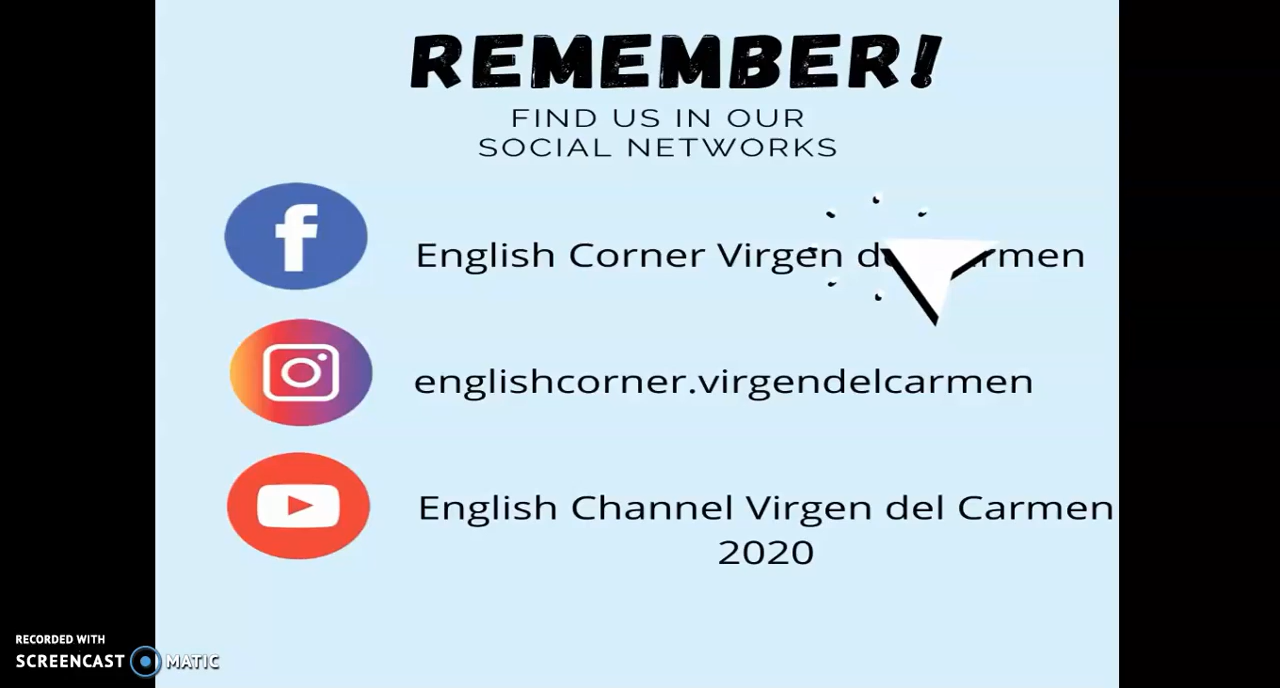 REMEMBER!
FIND US IN OUR
SOCIAL NETWORKS
f
English Corner Virgen rmen
englishcorner.virgendelcarmen
English Channel Virgen del Carmen
2020
RECORDED WITH
SCREENCAST MATIC